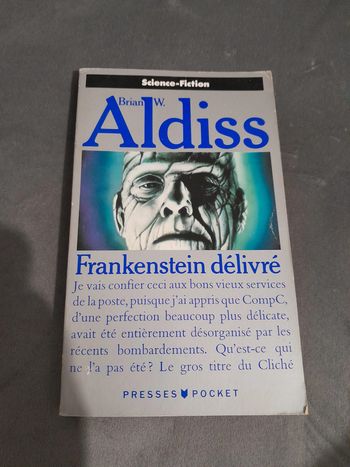 Science-Fiction
Brian W.
Aldiss
Frankenstein délivré
Je vais confier ceci aux bons vieux services
de la poste, puisque j'ai appris que CompC,
d'une perfection beaucoup plus délicate,
avait été entièrement désorganisé par les
récents bombardements. Qu'est-ce qui
ne l'a pas été? Le gros titre du Cliché
PRESSES POCKET